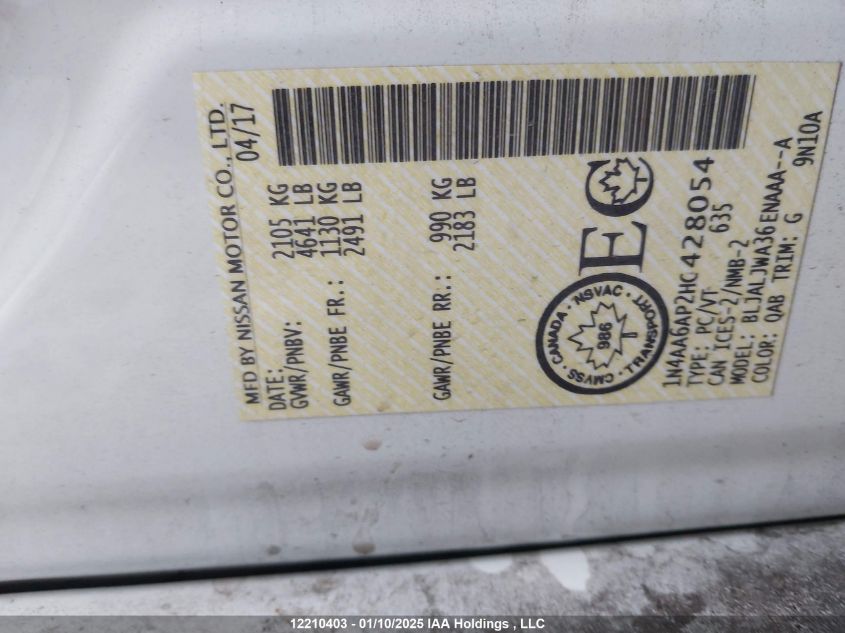 MFD BY NISSAN MOTOR CO., LTD.
DATE: 04/17
GVWR/PNBV: 2105 KG
4641 LB
GAWR/PNBE FR.: 1130 KG
2491 LB
GAWR/PNBE RR.: 990 KG
2183 LB
EC
CANADA · NSVAC · TRANSPORT · CMVSS ·
986
1N4AA6AP2HC428054
TYPE: PC/VT 635
CAN ICES-2/NMB-2
MODEL: BLJALJWA36ENAAA--A
COLOR: QAB TRIM: G 9N10A
12210403 - 01/10/2025 IAA Holdings , LLC